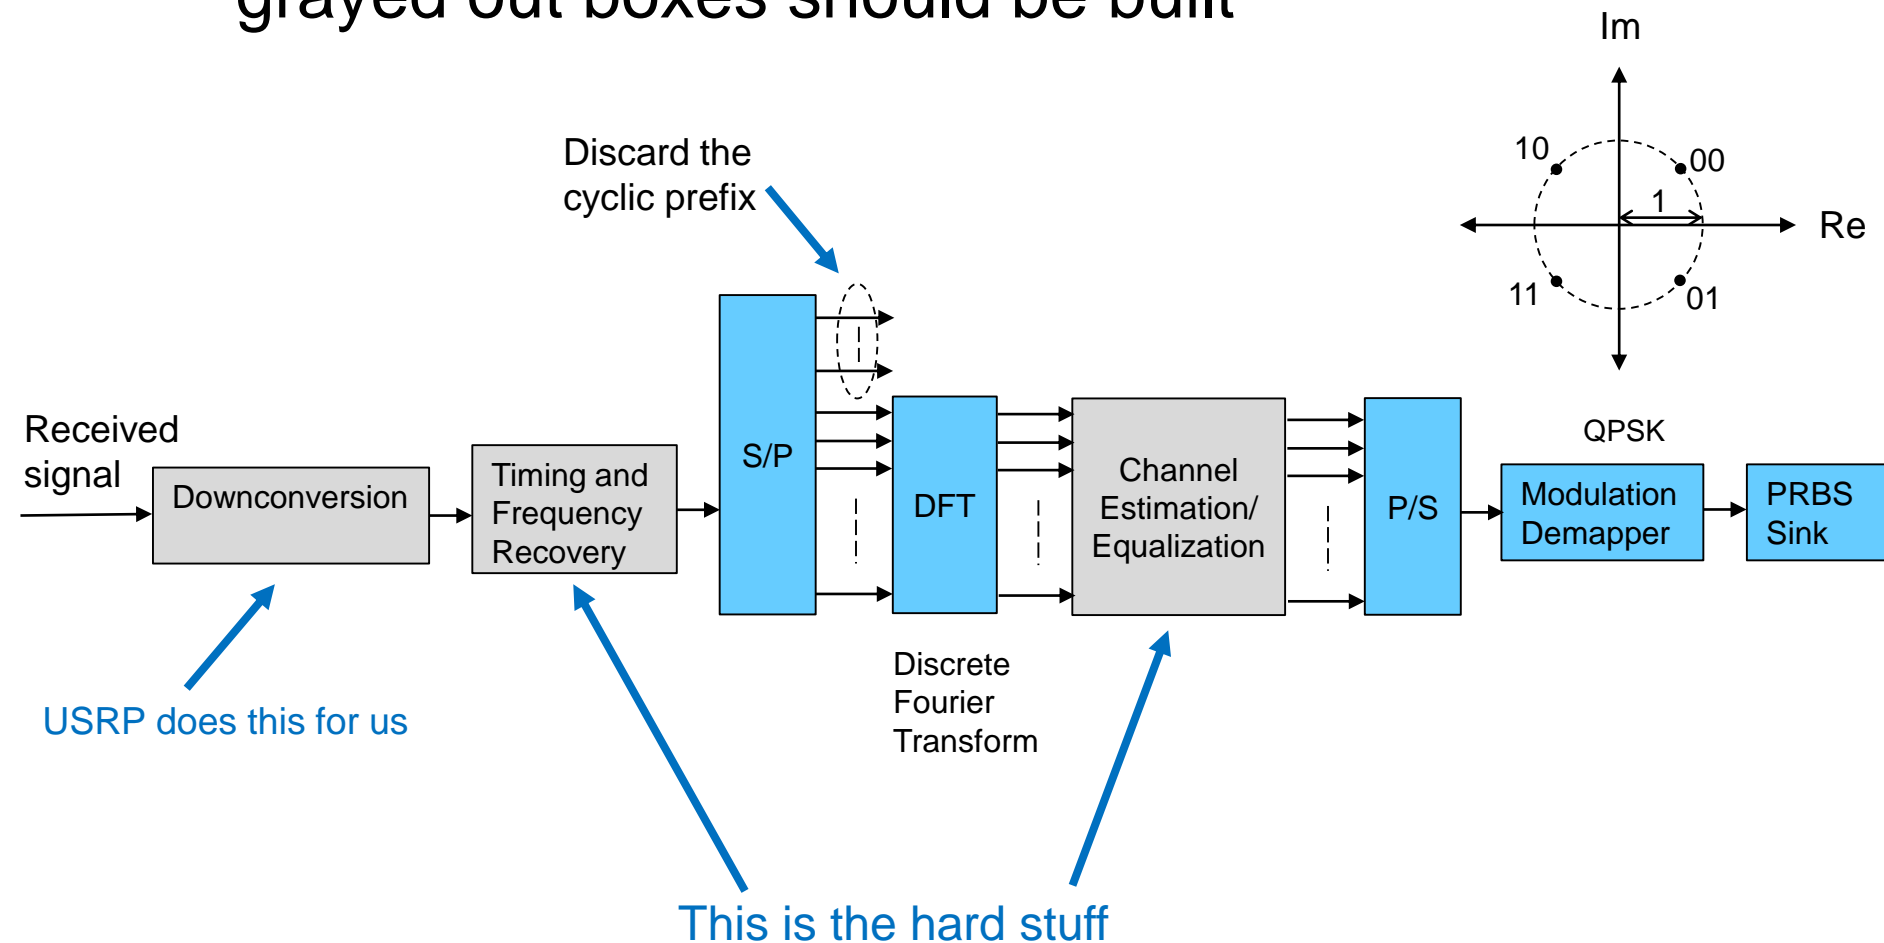 grayed out boxes should be built
Im
Discard the
cyclic prefix
10
00
1
Re
11
01
Received
signal
Downconversion
Timing and
Frequency
Recovery
S/P
DFT
Channel
Estimation/
Equalization
P/S
QPSK
Modulation
Demapper
PRBS
Sink
Discrete
Fourier
Transform
USRP does this for us
This is the hard stuff